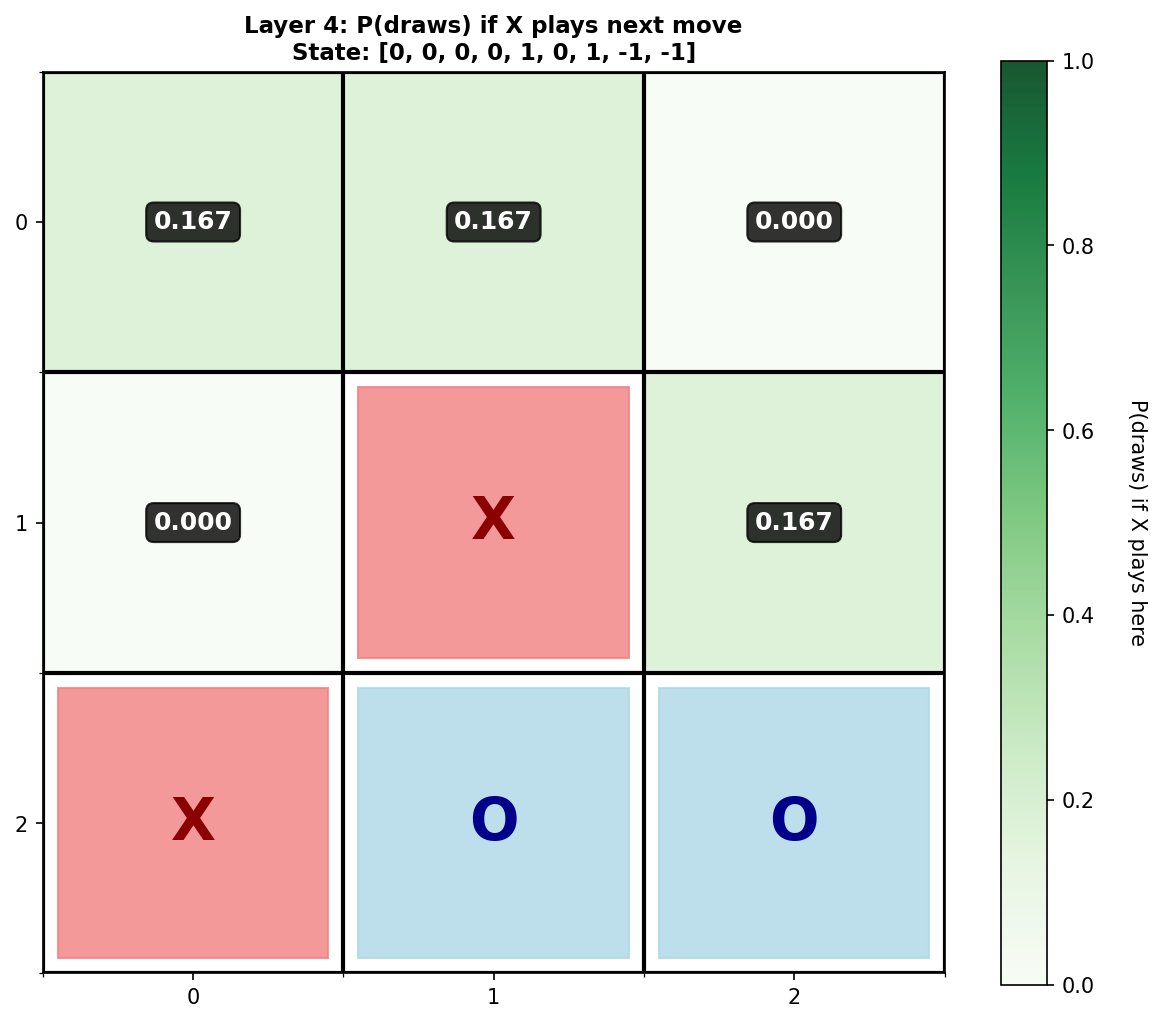 Layer 4: P(draws) if X plays next move
State: [0, 0, 0, 0, 1, 0, 1, -1, -1]
0
0.167
0.167
0.000
1
0.000
X
0.167
2
X
O
O
0
1
2
1.0
0.8
0.6
0.4
0.2
0.0
P(draws) if X plays here